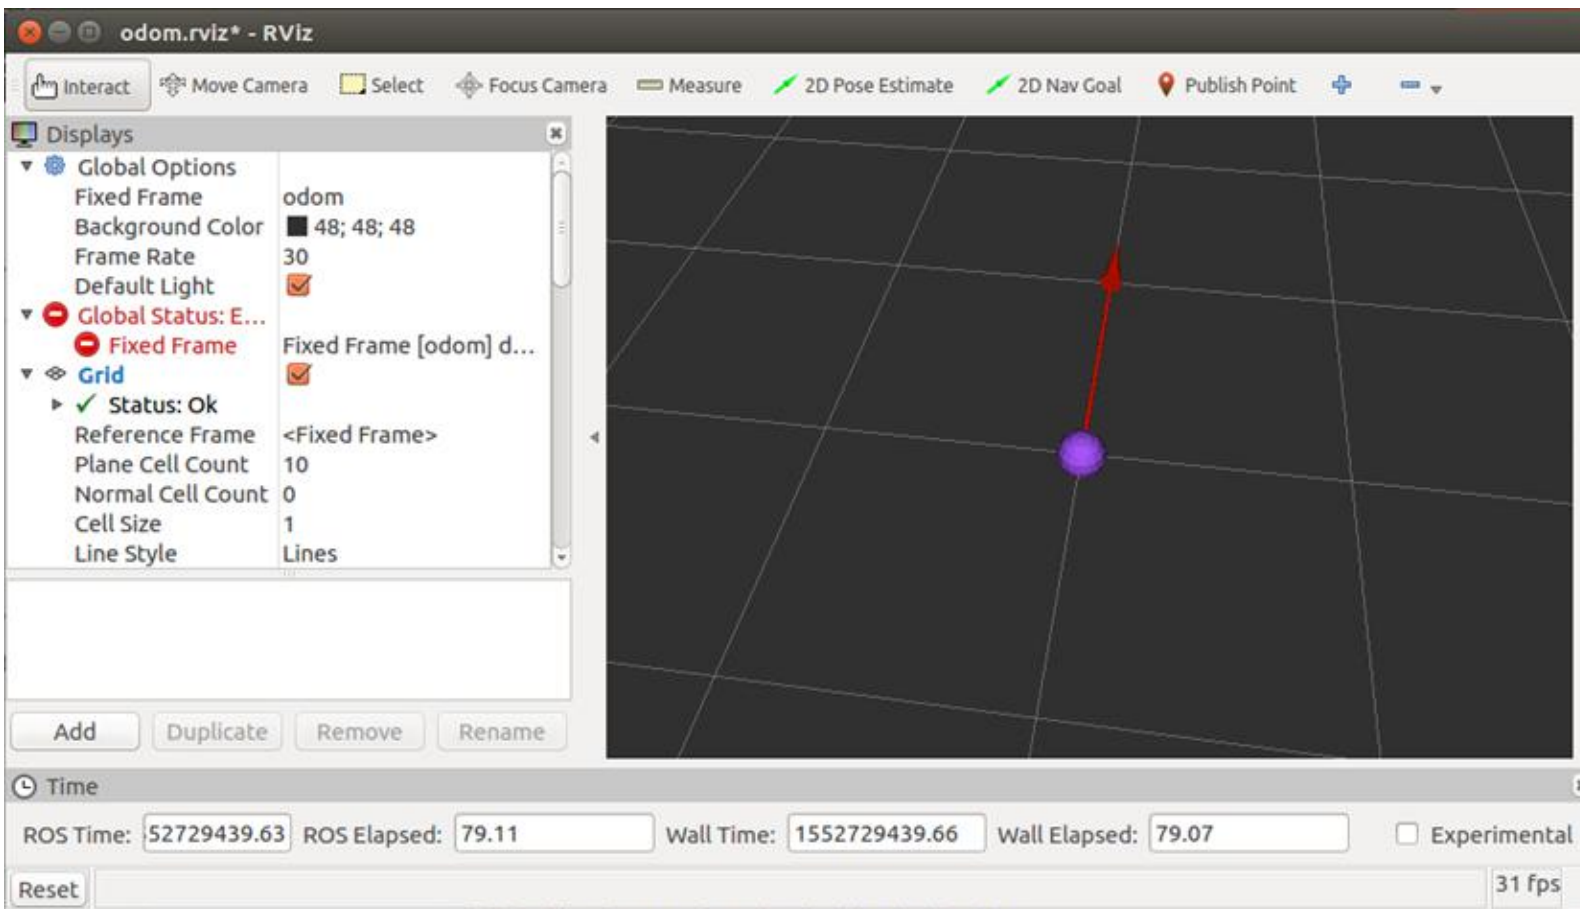 odom.rviz* - RViz
Interact Move Camera Select Focus Camera Measure 2D Pose Estimate 2D Nav Goal Publish Point
Displays
Global Options
Fixed Frame odom
Background Color 48; 48; 48
Frame Rate 30
Default Light
Global Status: E...
Fixed Frame Fixed Frame [odom] d...
Grid
Status: Ok
Reference Frame <Fixed Frame>
Plane Cell Count 10
Normal Cell Count 0
Cell Size 1
Line Style Lines
Add Duplicate Remove Rename
Time
ROS Time: 52729439.63 ROS Elapsed: 79.11 Wall Time: 1552729439.66 Wall Elapsed: 79.07 Experimental
Reset 31 fps